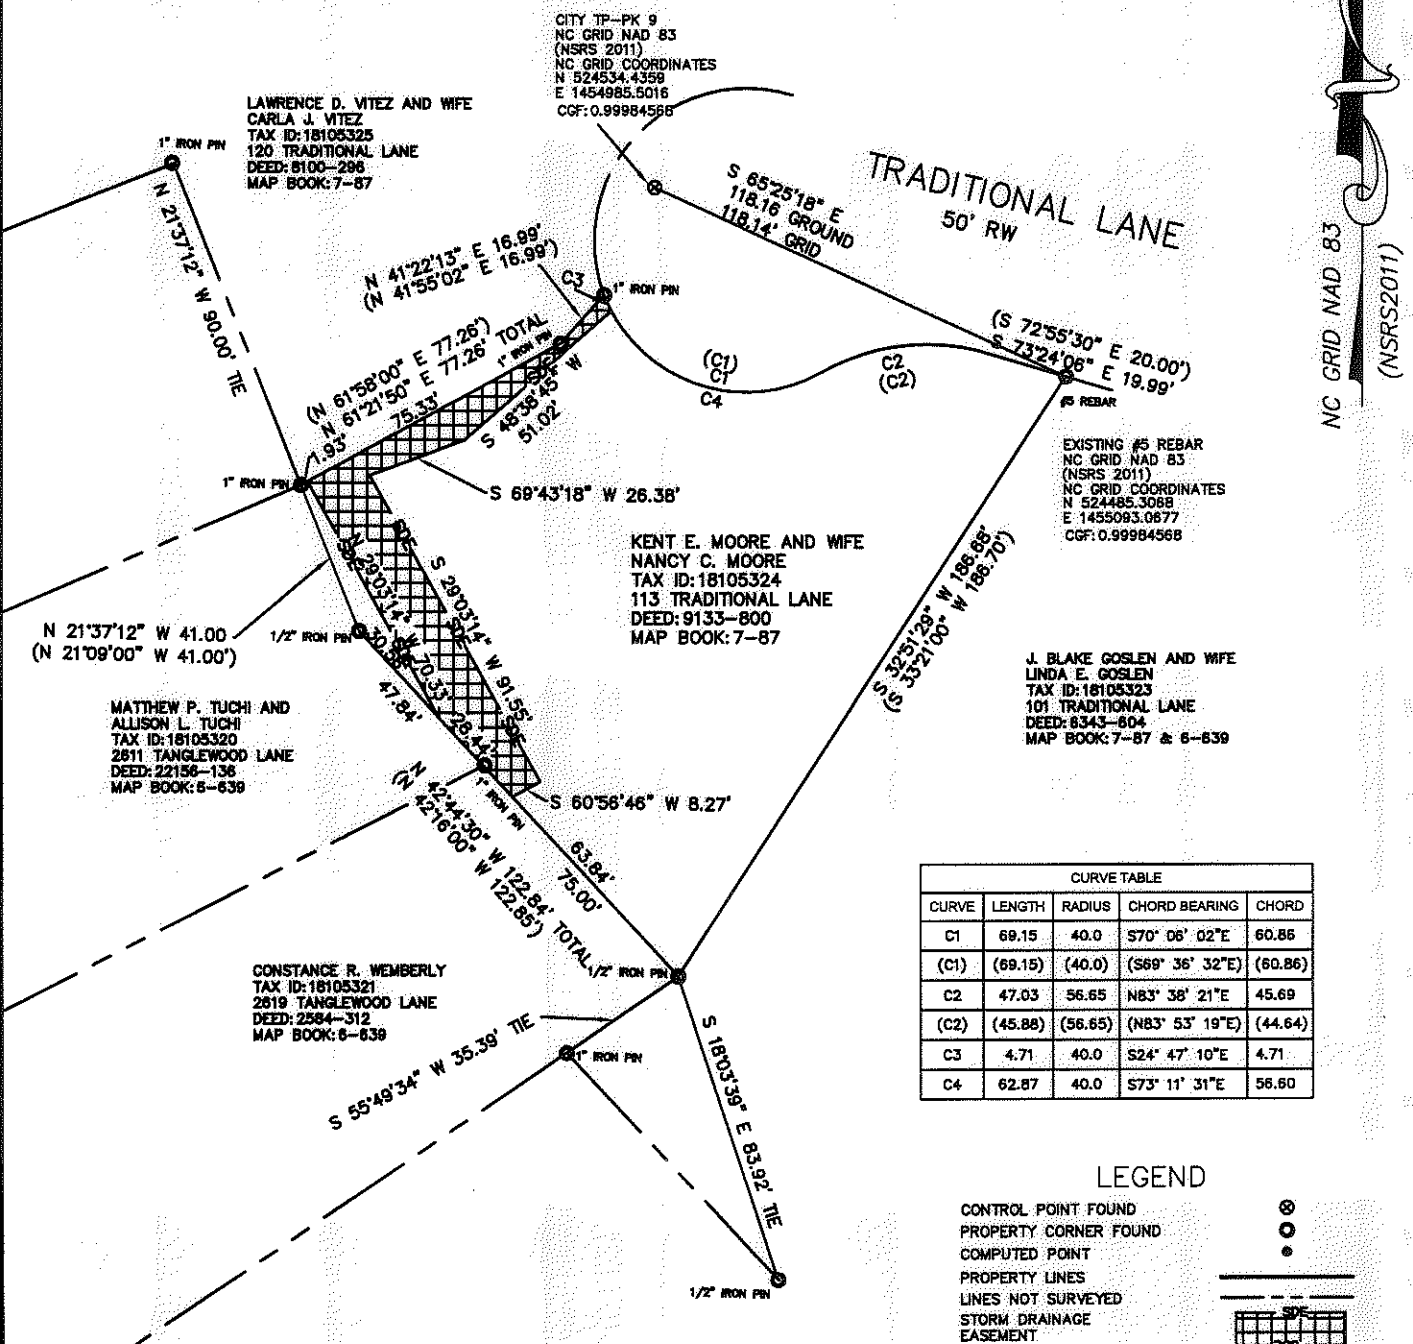 CITY TP-PK 9
NC GRID NAD 83
(NSRS 2011)
NC GRID COORDINATES
N 524534.4359
E 1454985.5016
CGF: 0.99984568
LAWRENCE D. VITEZ AND WIFE
CARLA J. VITEZ
TAX ID: 18105325
120 TRADITIONAL LANE
DEED: 8100-296
MAP BOOK: 7-87
1" IRON PIN
N 21°37'12" W 90.00' TIE
TRADITIONAL LANE
50' RW
S 65°25'18" E
118.16 GROUND
118.14' GRID
NC GRID NAD 83
(NSRS2011)
N 41°22'13" E 16.99'
(N 41°55'02" E 16.99')
C3
1" IRON PIN
(N 61°58'00" E 77.26')
N 61°21'50" E 77.26' TOTAL
1" IRON PIN
75.33'
1.93'
SDE
S 48°38'45" W
51.02'
(C1)
C1
C4
C2
(C2)
(S 72°55'30" E 20.00')
S 73°24'06" E 19.99'
#5 REBAR
EXISTING #5 REBAR
NC GRID NAD 83
(NSRS 2011)
NC GRID COORDINATES
N 524485.3068
E 1455093.0677
CGF: 0.99984568
1" IRON PIN
S 69°43'18" W 26.38'
KENT E. MOORE AND WIFE
NANCY C. MOORE
TAX ID: 18105324
113 TRADITIONAL LANE
DEED: 9133-800
MAP BOOK: 7-87
SDE
SDE
SDE
SDE
SDE
N 29°03'14" W 70.33'
S 29°03'14" W 91.55'
N 21°37'12" W 41.00
(N 21°09'00" W 41.00')
1/2" IRON PIN
30.58'
47.84'
28.44'
S 32°51'29" W 186.68'
(S 33°21'00" W 186.70')
J. BLAKE GOSLEN AND WIFE
LINDA E. GOSLEN
TAX ID: 18105323
101 TRADITIONAL LANE
DEED: 6343-604
MAP BOOK: 7-87 & 6-639
MATTHEW P. TUCHI AND
ALLISON L. TUCHI
TAX ID: 18105320
2611 TANGLEWOOD LANE
DEED: 22156-136
MAP BOOK: 6-639
1" IRON PIN
S 60°56'46" W 8.27'
N 42°44'30" W 122.84' TOTAL
(N 42°16'00" W 122.85')
63.84'
75.00'
CURVE TABLE
CURVE LENGTH RADIUS CHORD BEARING CHORD
C1 69.15 40.0 S70° 06' 02"E 60.86
(C1) (69.15) (40.0) (S69° 36' 32"E) (60.86)
C2 47.03 56.65 N83° 38' 21"E 45.69
(C2) (45.88) (56.65) (N83° 53' 19"E) (44.64)
C3 4.71 40.0 S24° 47' 10"E 4.71
C4 62.87 40.0 S73° 11' 31"E 56.60
CONSTANCE R. WEMBERLY
TAX ID: 18105321
2619 TANGLEWOOD LANE
DEED: 2584-312
MAP BOOK: 6-639
1/2" IRON PIN
S 55°49'34" W 35.39' TIE
1" IRON PIN
S 18°03'39" E 83.92' TIE
1/2" IRON PIN
LEGEND
CONTROL POINT FOUND
PROPERTY CORNER FOUND
COMPUTED POINT
PROPERTY LINES
LINES NOT SURVEYED
STORM DRAINAGE
EASEMENT
SDE